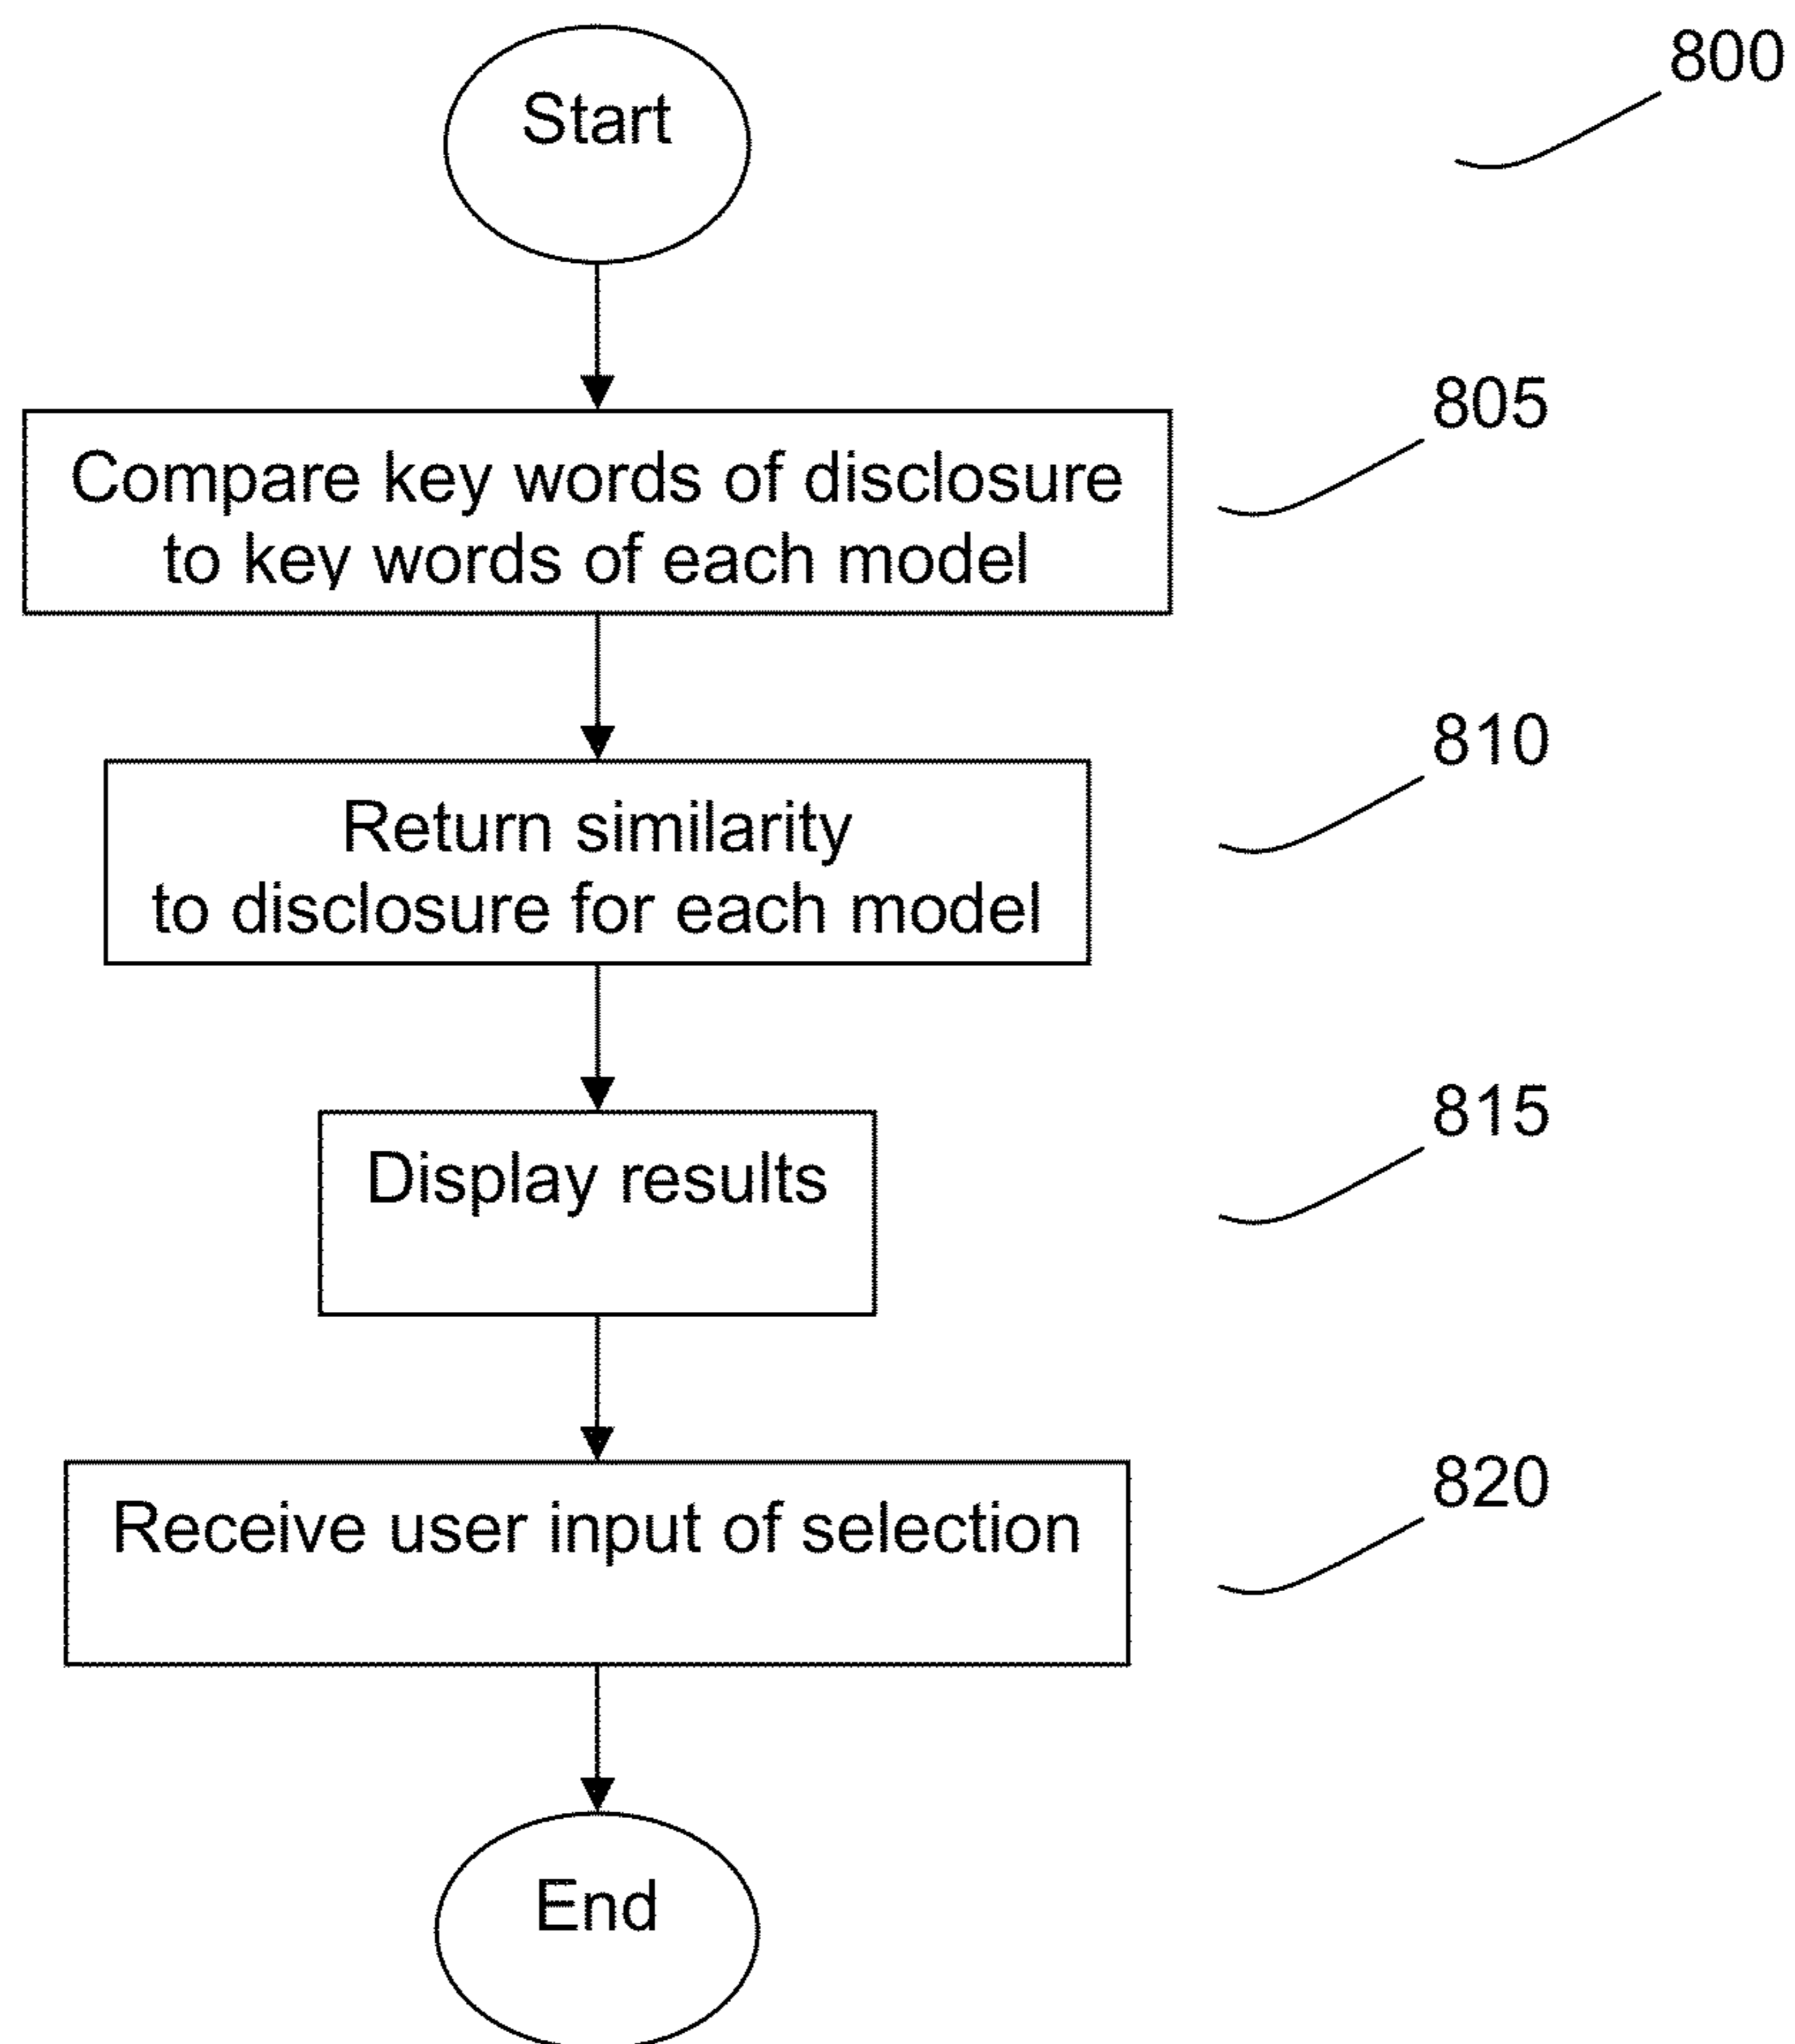 800
Start
805
Compare key words of disclosure
to key words of each model
810
Return similarity
to disclosure for each model
815
Display results
820
Receive user input of selection
End